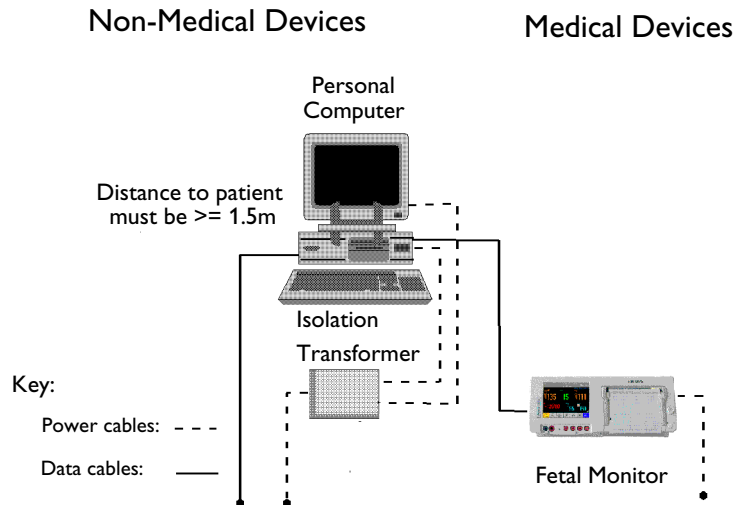 Non-Medical Devices
Medical Devices
Personal
Computer
Distance to patient
must be >= 1.5m
Isolation
Transformer
Key:
Power cables:
Data cables:
Fetal Monitor